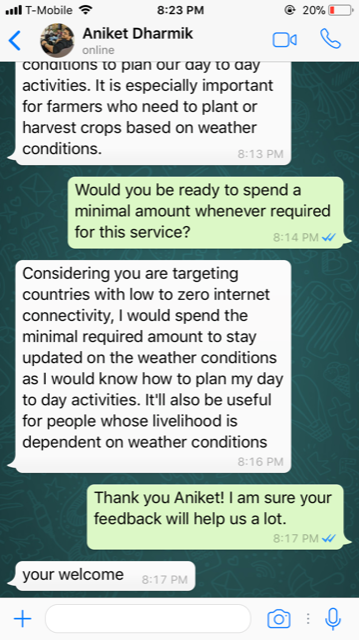 T-Mobile 8:23 PM 20%
Aniket Dharmik
online
conditions to plan our day to day
activities. It is especially important
for farmers who need to plant or
harvest crops based on weather
conditions.
8:13 PM
Would you be ready to spend a
minimal amount whenever required
for this service?
8:14 PM
Considering you are targeting
countries with low to zero internet
connectivity, I would spend the
minimal required amount to stay
updated on the weather conditions
as I would know how to plan my day
to day activities. It'll also be useful
for people whose livelihood is
dependent on weather conditions
8:16 PM
Thank you Aniket! I am sure your
feedback will help us a lot.
8:17 PM
your welcome 8:17 PM